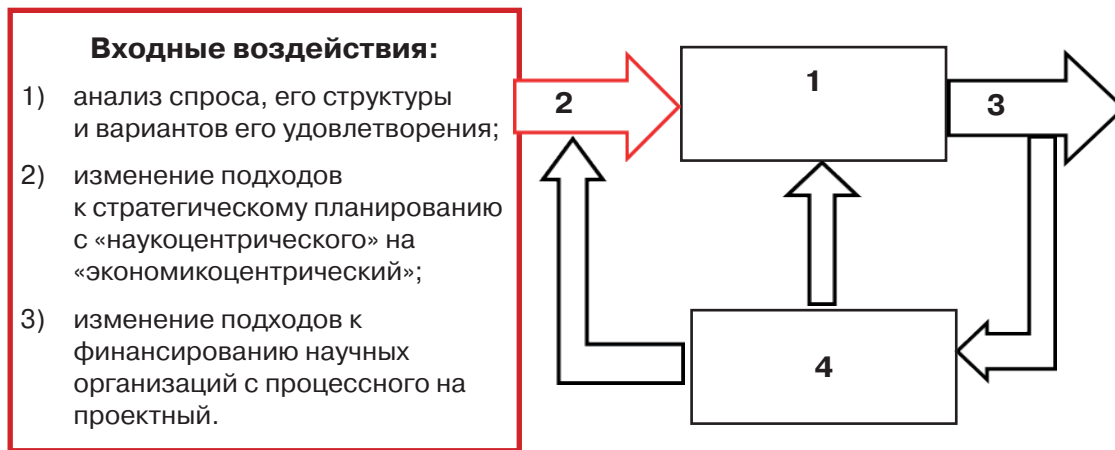 Входные воздействия:
1) анализ спроса, его структуры
и вариантов его удовлетворения;
2) изменение подходов
к стратегическому планированию
с «наукоцентрического» на
«экономикоцентрический»;
3) изменение подходов к
финансированию научных
организаций с процессного на
проектный.
2
1
3
4